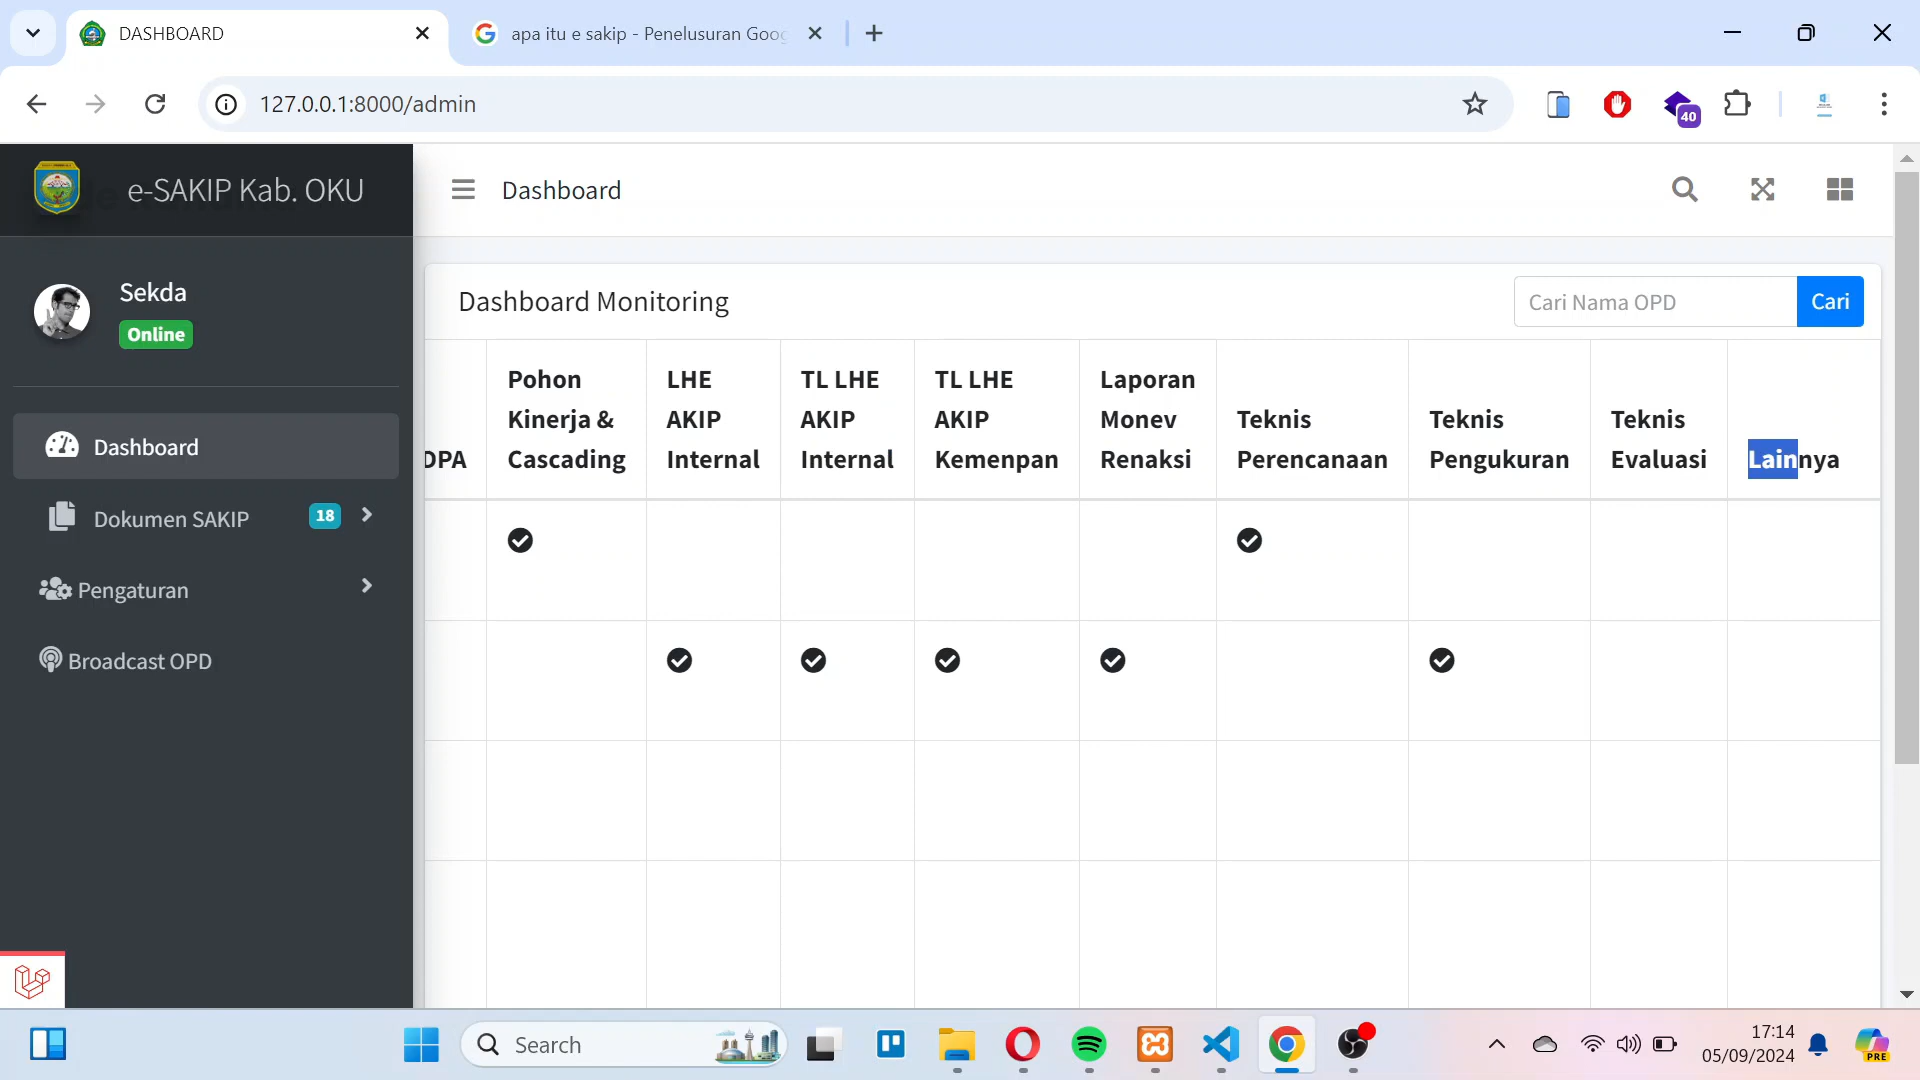 DASHBOARD
apa itu e sakip - Penelusuran Goog
127.0.0.1:8000/admin
40
e-SAKIP Kab. OKU
Dashboard
Sekda
Online
Dashboard
Dokumen SAKIP
18
Pengaturan
Broadcast OPD
Dashboard Monitoring
Cari Nama OPD
Cari
DPA
Pohon
Kinerja &
Cascading
LHE
AKIP
Internal
TL LHE
AKIP
Internal
TL LHE
AKIP
Kemenpan
Laporan
Monev
Renaksi
Teknis
Perencanaan
Teknis
Pengukuran
Teknis
Evaluasi
Lainnya
Search
17:14
05/09/2024
PRE